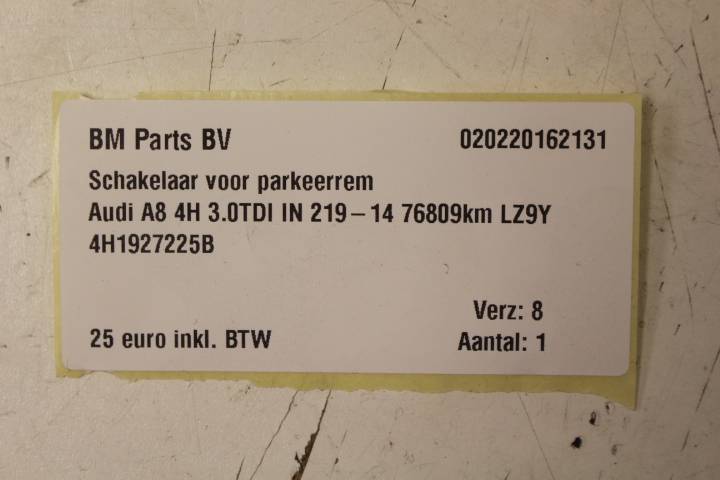 BM Parts BV 020220162131
Schakelaar voor parkeerrem
Audi A8 4H 3.0TDI IN 219-14 76809km LZ9Y
4H1927225B
Verz: 8
25 euro inkl. BTW Aantal: 1